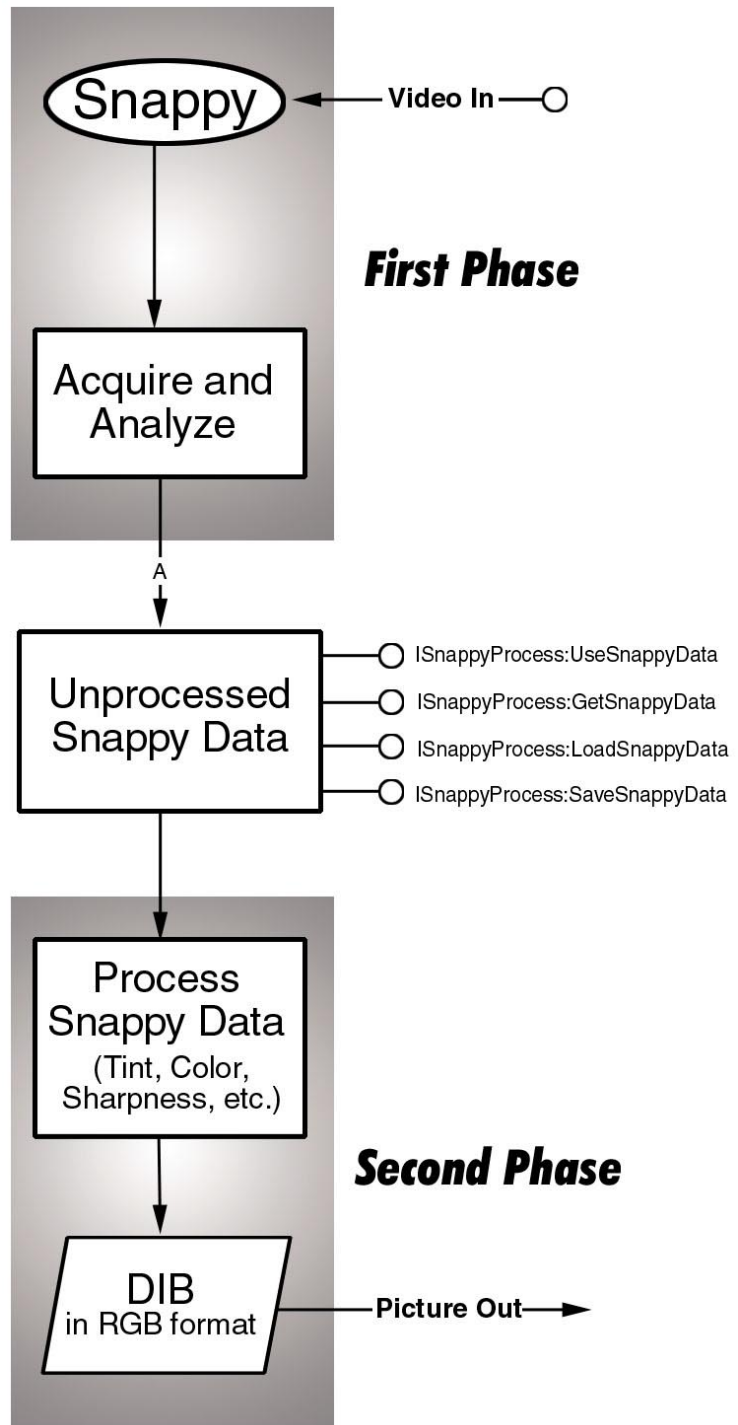 Snappy
Video In
First Phase
Acquire and
Analyze
A
Unprocessed
Snappy Data
ISnappyProcess:UseSnappyData
ISnappyProcess:GetSnappyData
ISnappyProcess:LoadSnappyData
ISnappyProcess:SaveSnappyData
Process
Snappy Data
(Tint, Color,
Sharpness, etc.)
Second Phase
DIB
in RGB format
Picture Out